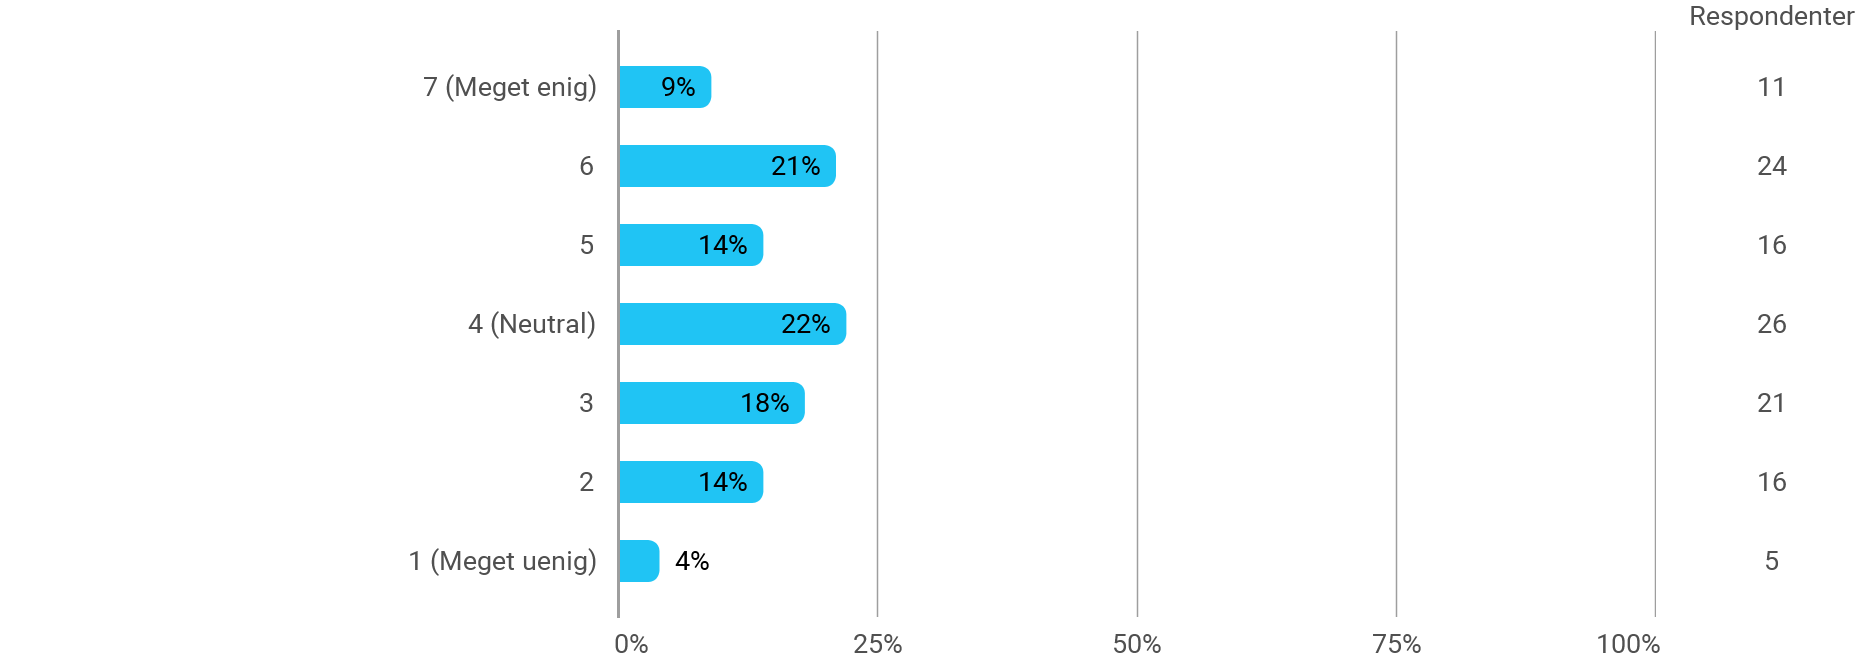 Respondenter
7 (Meget enig) 9% 11
6 21% 24
5 14% 16
4 (Neutral) 22% 26
3 18% 21
2 14% 16
1 (Meget uenig) 4% 5
0% 25% 50% 75% 100%